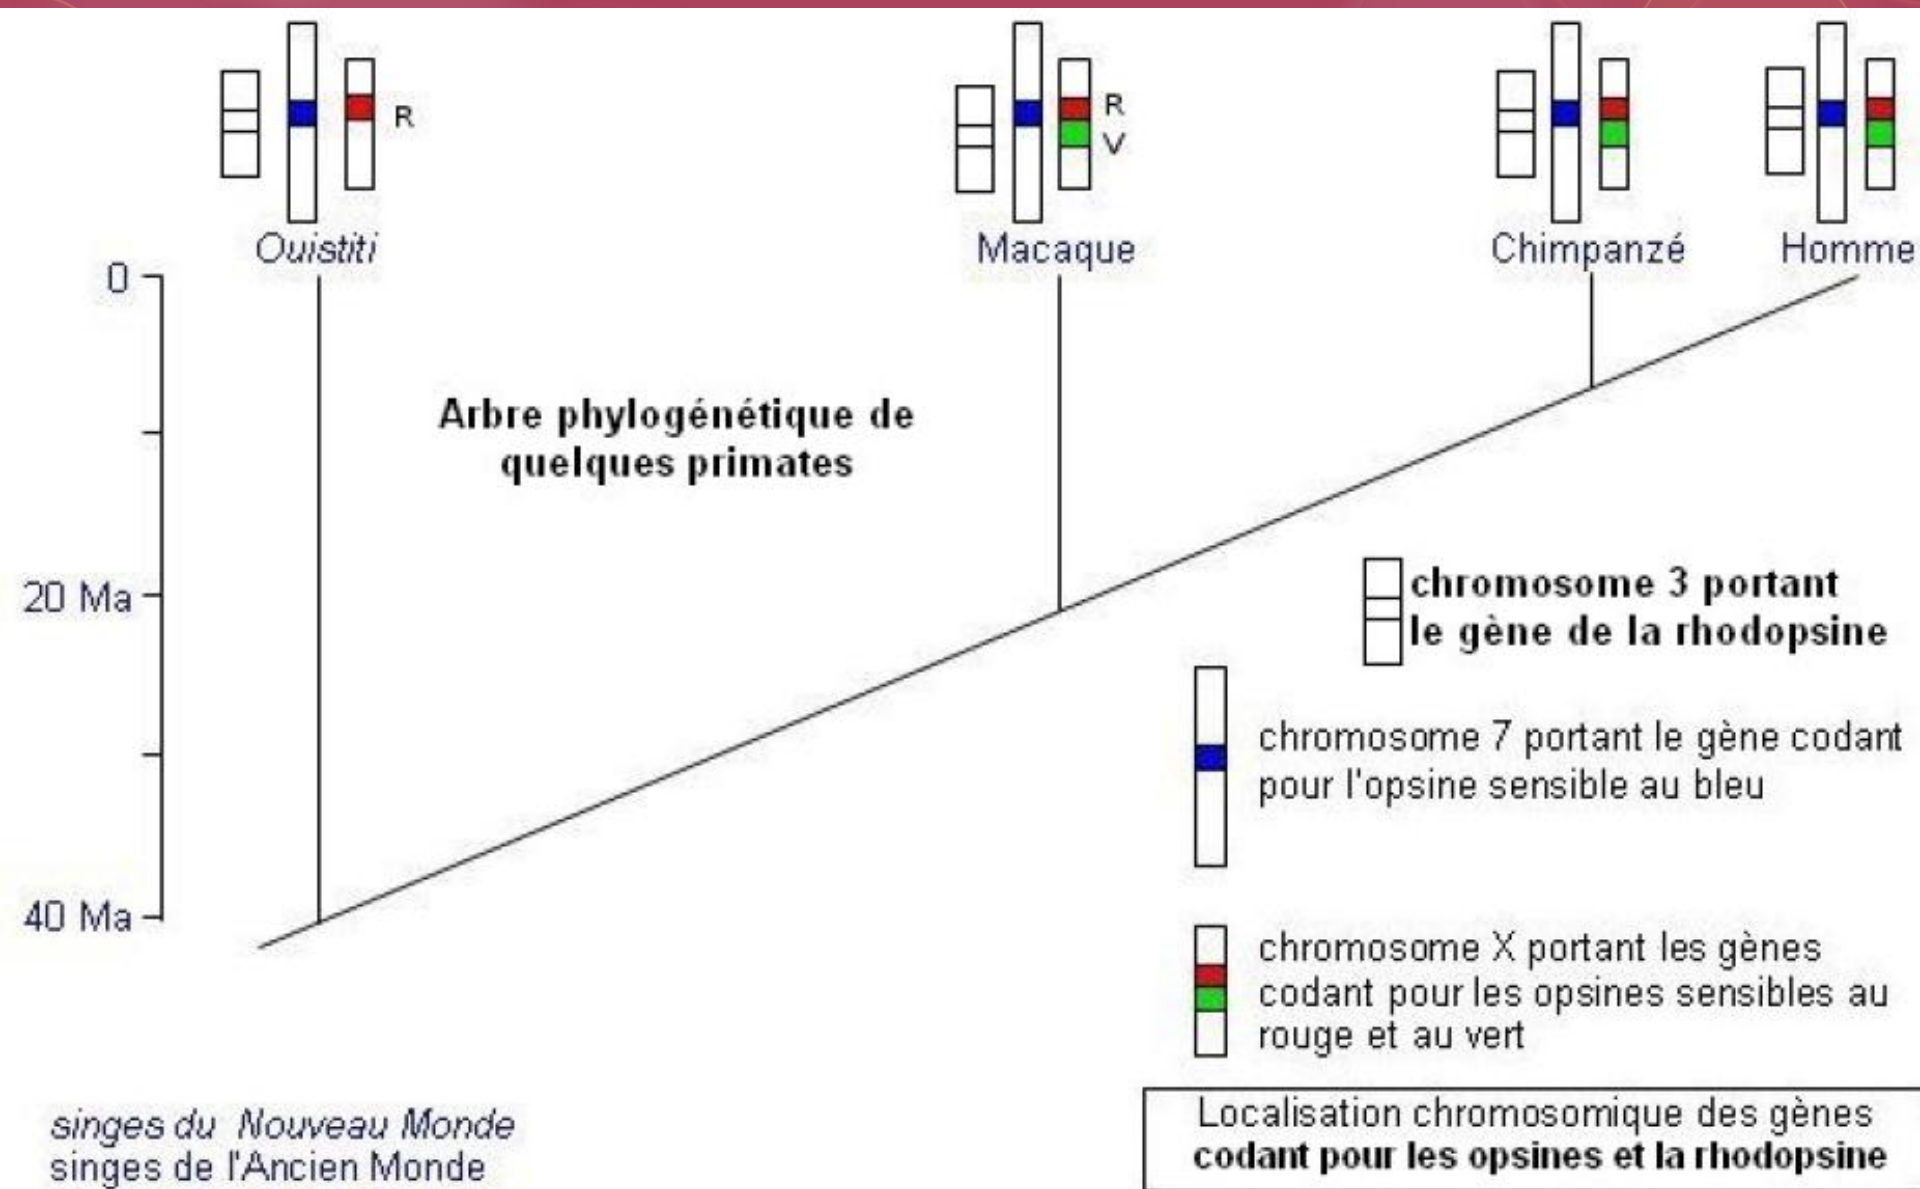 R
R
V
Ouistiti
Macaque
Chimpanzé
Homme
0
Arbre phylogénétique de
quelques primates
20 Ma
chromosome 3 portant
le gène de la rhodopsine
chromosome 7 portant le gène codant
pour l'opsine sensible au bleu
40 Ma
chromosome X portant les gènes
codant pour les opsines sensibles au
rouge et au vert
singes du Nouveau Monde
singes de l'Ancien Monde
Localisation chromosomique des gènes
codant pour les opsines et la rhodopsine